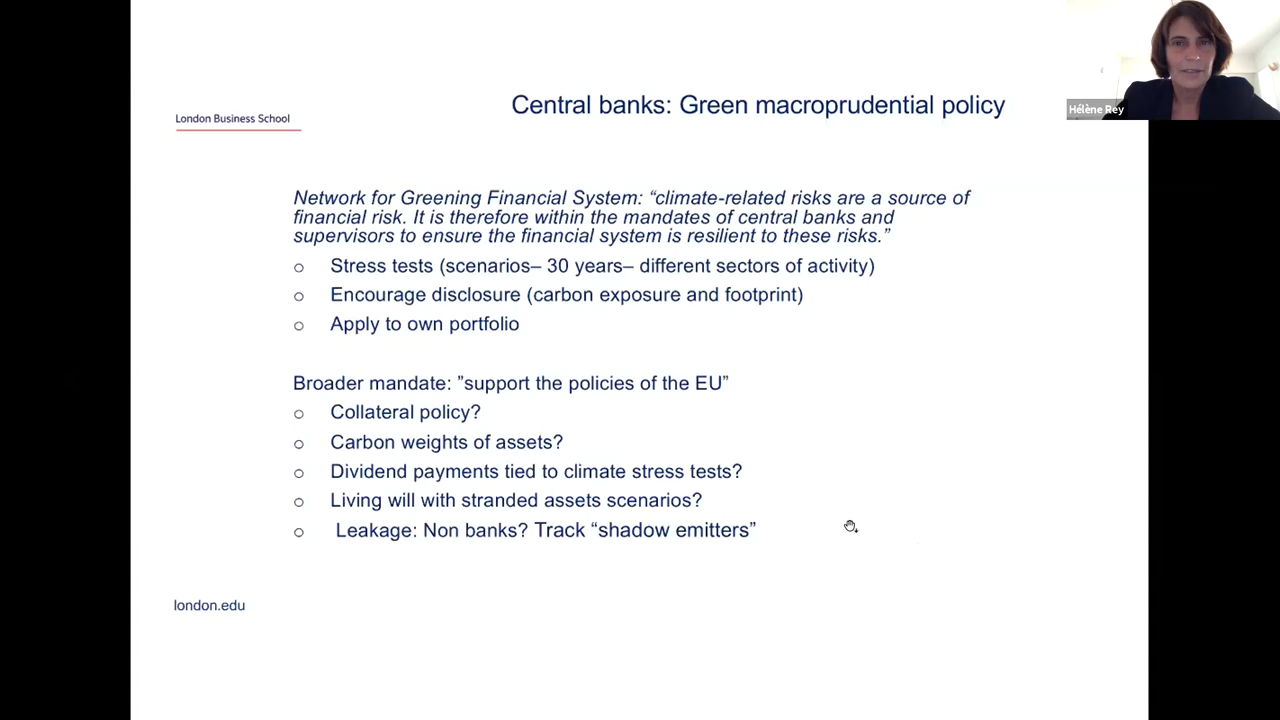 Hélène Rey
London Business School
Central banks: Green macroprudential policy
Network for Greening Financial System: “climate-related risks are a source of
financial risk. It is therefore within the mandates of central banks and
supervisors to ensure the financial system is resilient to these risks.”
o Stress tests (scenarios– 30 years– different sectors of activity)
o Encourage disclosure (carbon exposure and footprint)
o Apply to own portfolio
Broader mandate: ”support the policies of the EU”
o Collateral policy?
o Carbon weights of assets?
o Dividend payments tied to climate stress tests?
o Living will with stranded assets scenarios?
o Leakage: Non banks? Track “shadow emitters”
london.edu